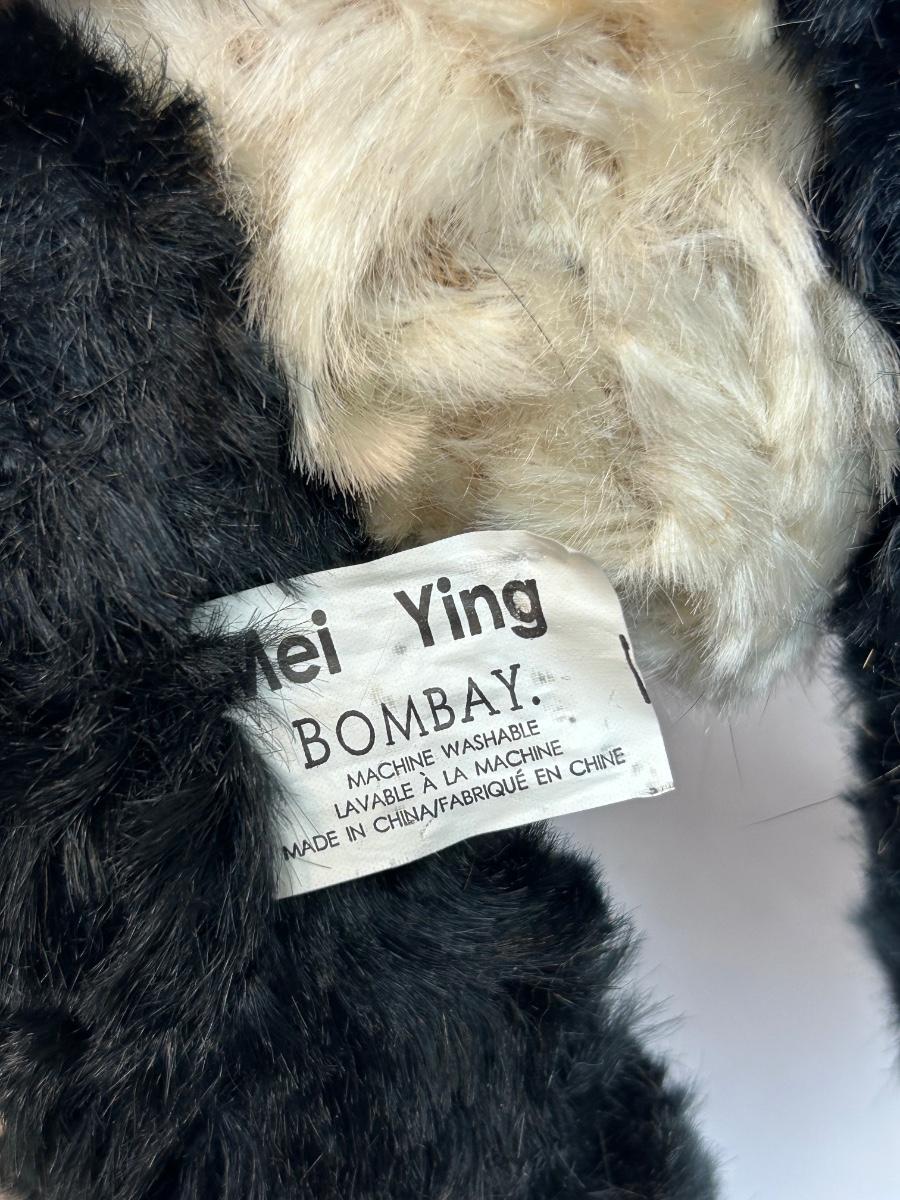 Mei Ying
BOMBAY.
MACHINE WASHABLE
LAVABLE À LA MACHINE
MADE IN CHINA/FABRIQUÉ EN CHINE